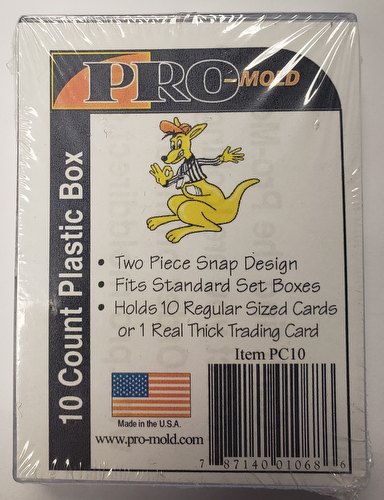 PRO-MOLD
10 Count Plastic Box
• Two Piece Snap Design
• Fits Standard Set Boxes
• Holds 10 Regular Sized Cards
or 1 Real Thick Trading Card
Item PC10
Made in the U.S.A.
www.pro-mold.com
7 87140 01068 6